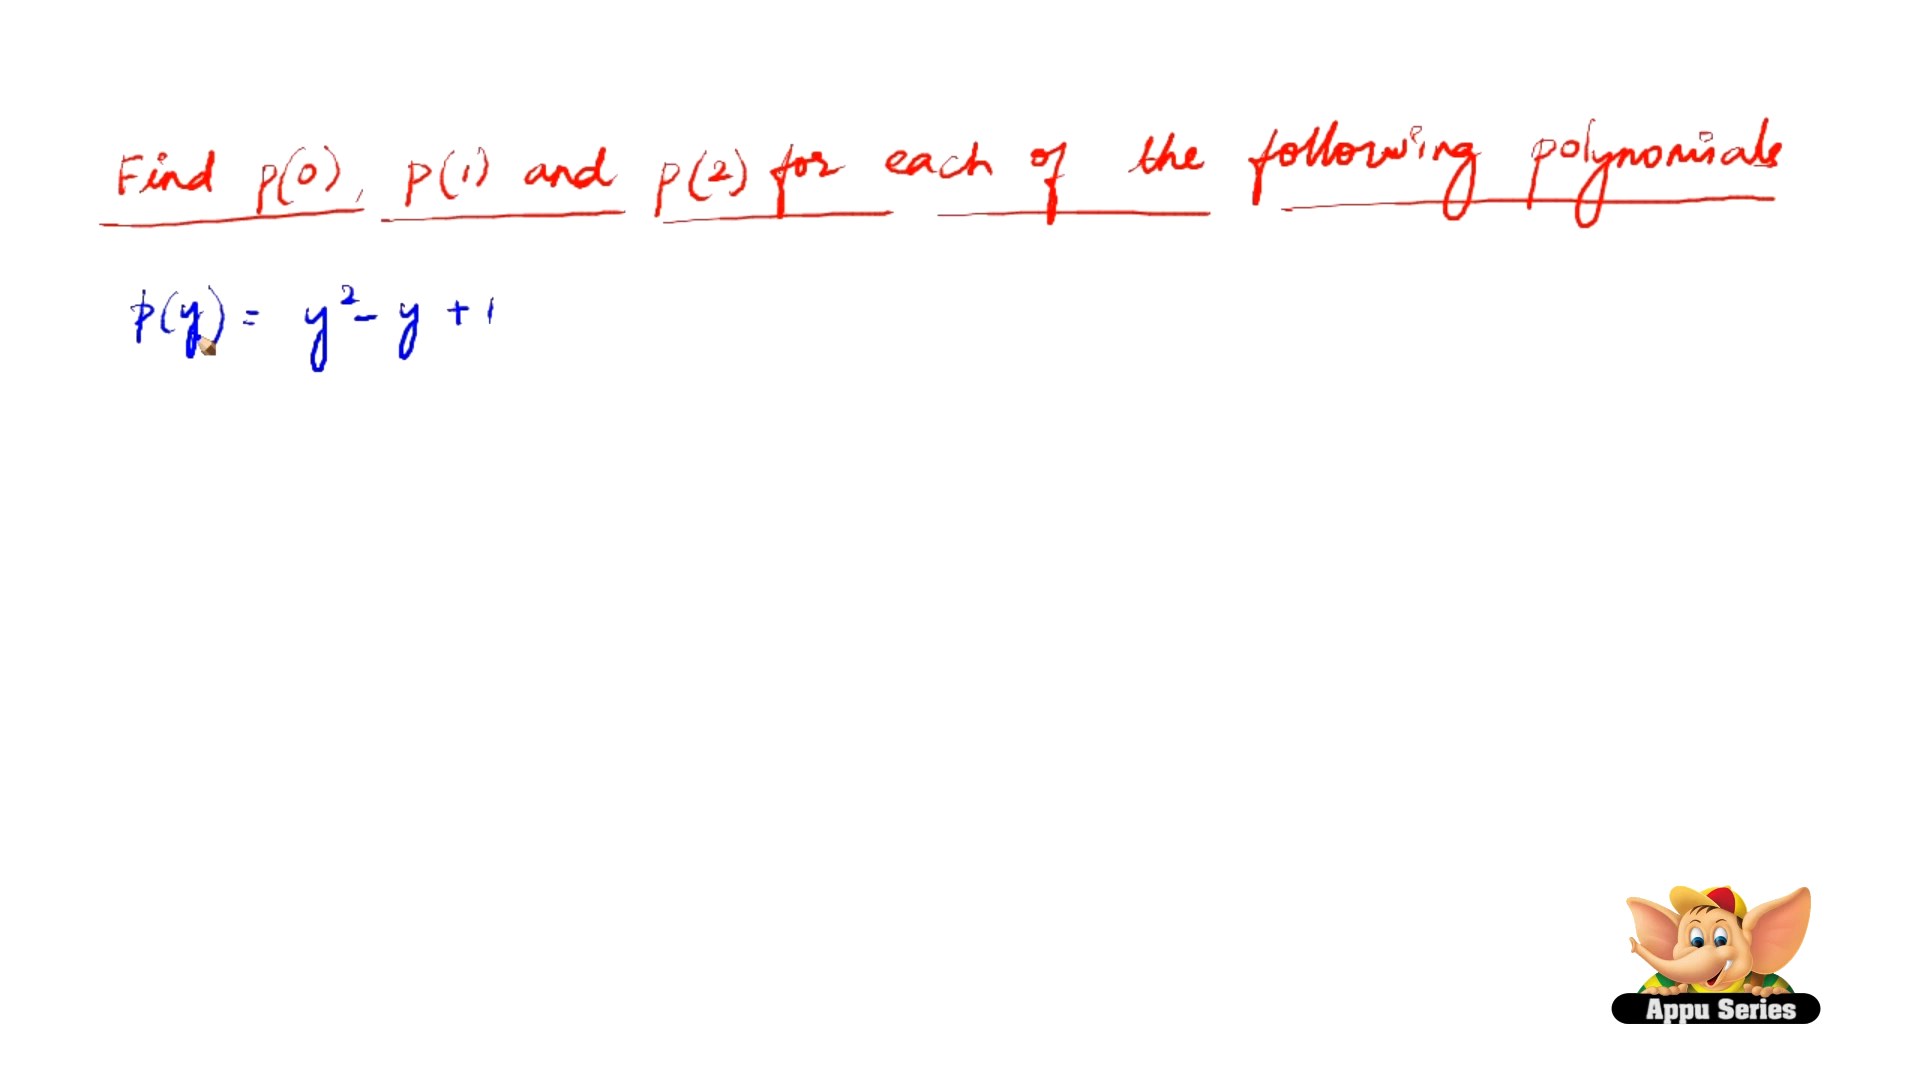 Find p(0), p(1) and p(2) for each of the following polynomials
p(y) = y² - y + 1
Appu Series